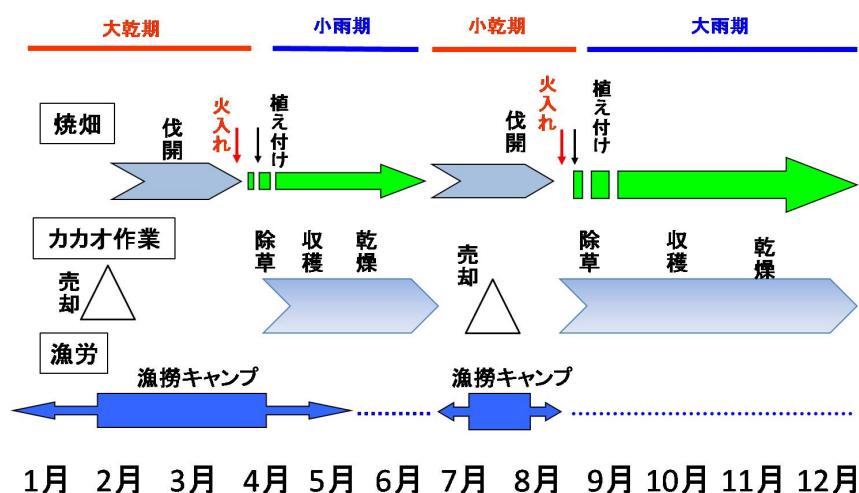 大乾期
小雨期
小乾期
大雨期
焼畑
伐開
火入れ
植え付け
伐開
火入れ
植え付け
カカオ作業
売却
除草
収穫
乾燥
売却
除草
収穫
乾燥
漁労
漁撈キャンプ
漁撈キャンプ
1月 2月 3月 4月 5月 6月 7月 8月 9月 10月 11月 12月